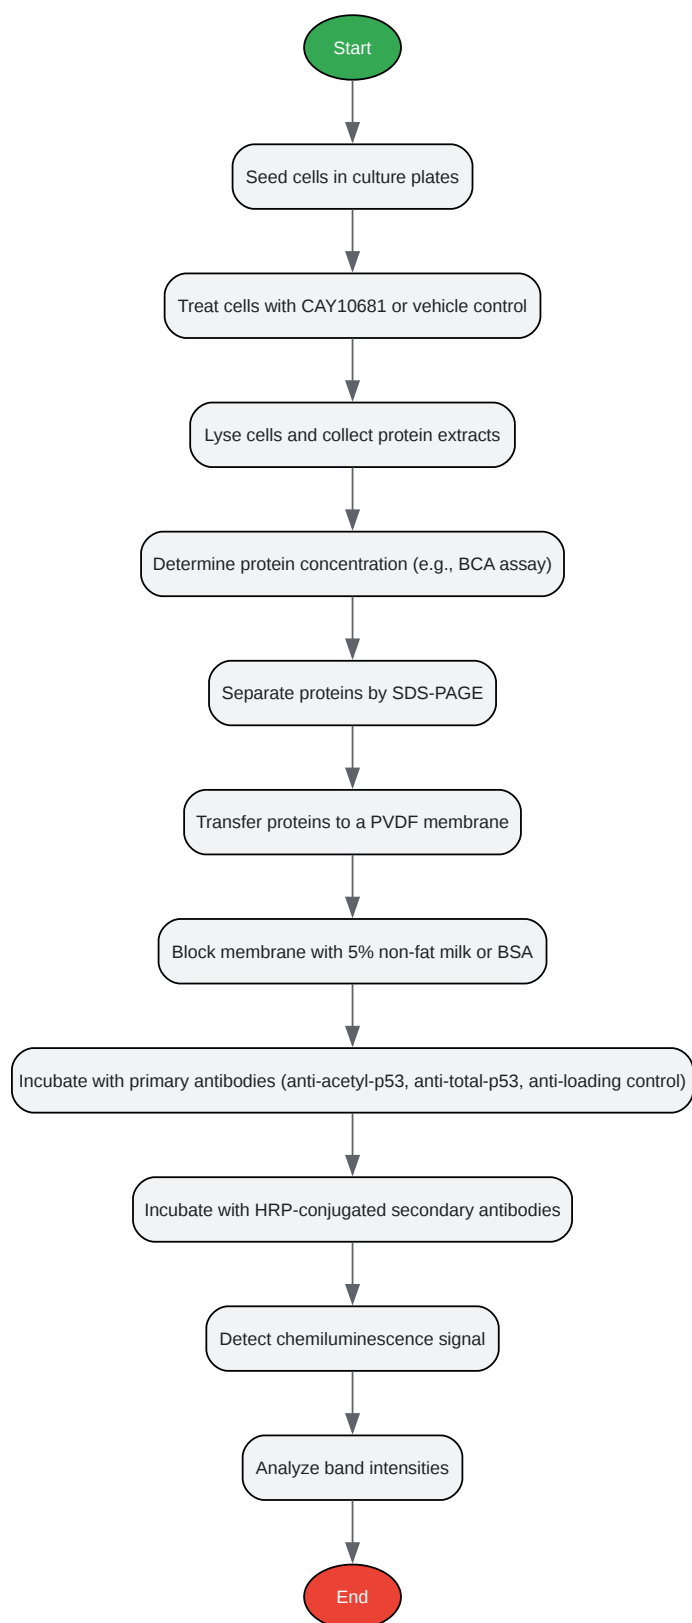 Start
Seed cells in culture plates
Treat cells with CAY10681 or vehicle control
Lyse cells and collect protein extracts
Determine protein concentration (e.g., BCA assay)
Separate proteins by SDS-PAGE
Transfer proteins to a PVDF membrane
Block membrane with 5% non-fat milk or BSA
Incubate with primary antibodies (anti-acetyl-p53, anti-total-p53, anti-loading control)
Incubate with HRP-conjugated secondary antibodies
Detect chemiluminescence signal
Analyze band intensities
End